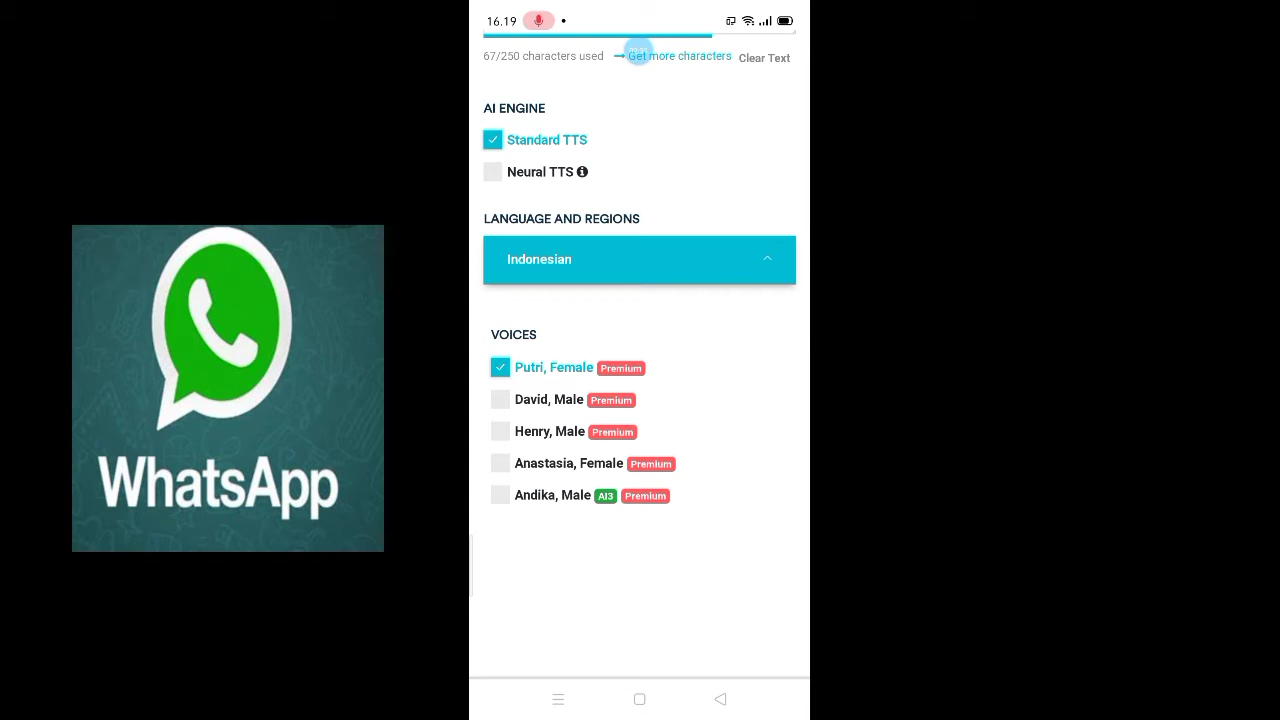 16.19
67/250 characters used
Get more characters
Clear Text
AI ENGINE
Standard TTS
Neural TTS
LANGUAGE AND REGIONS
Indonesian
VOICES
Putri, Female Premium
David, Male Premium
Henry, Male Premium
Anastasia, Female Premium
Andika, Male AI3 Premium
WhatsApp